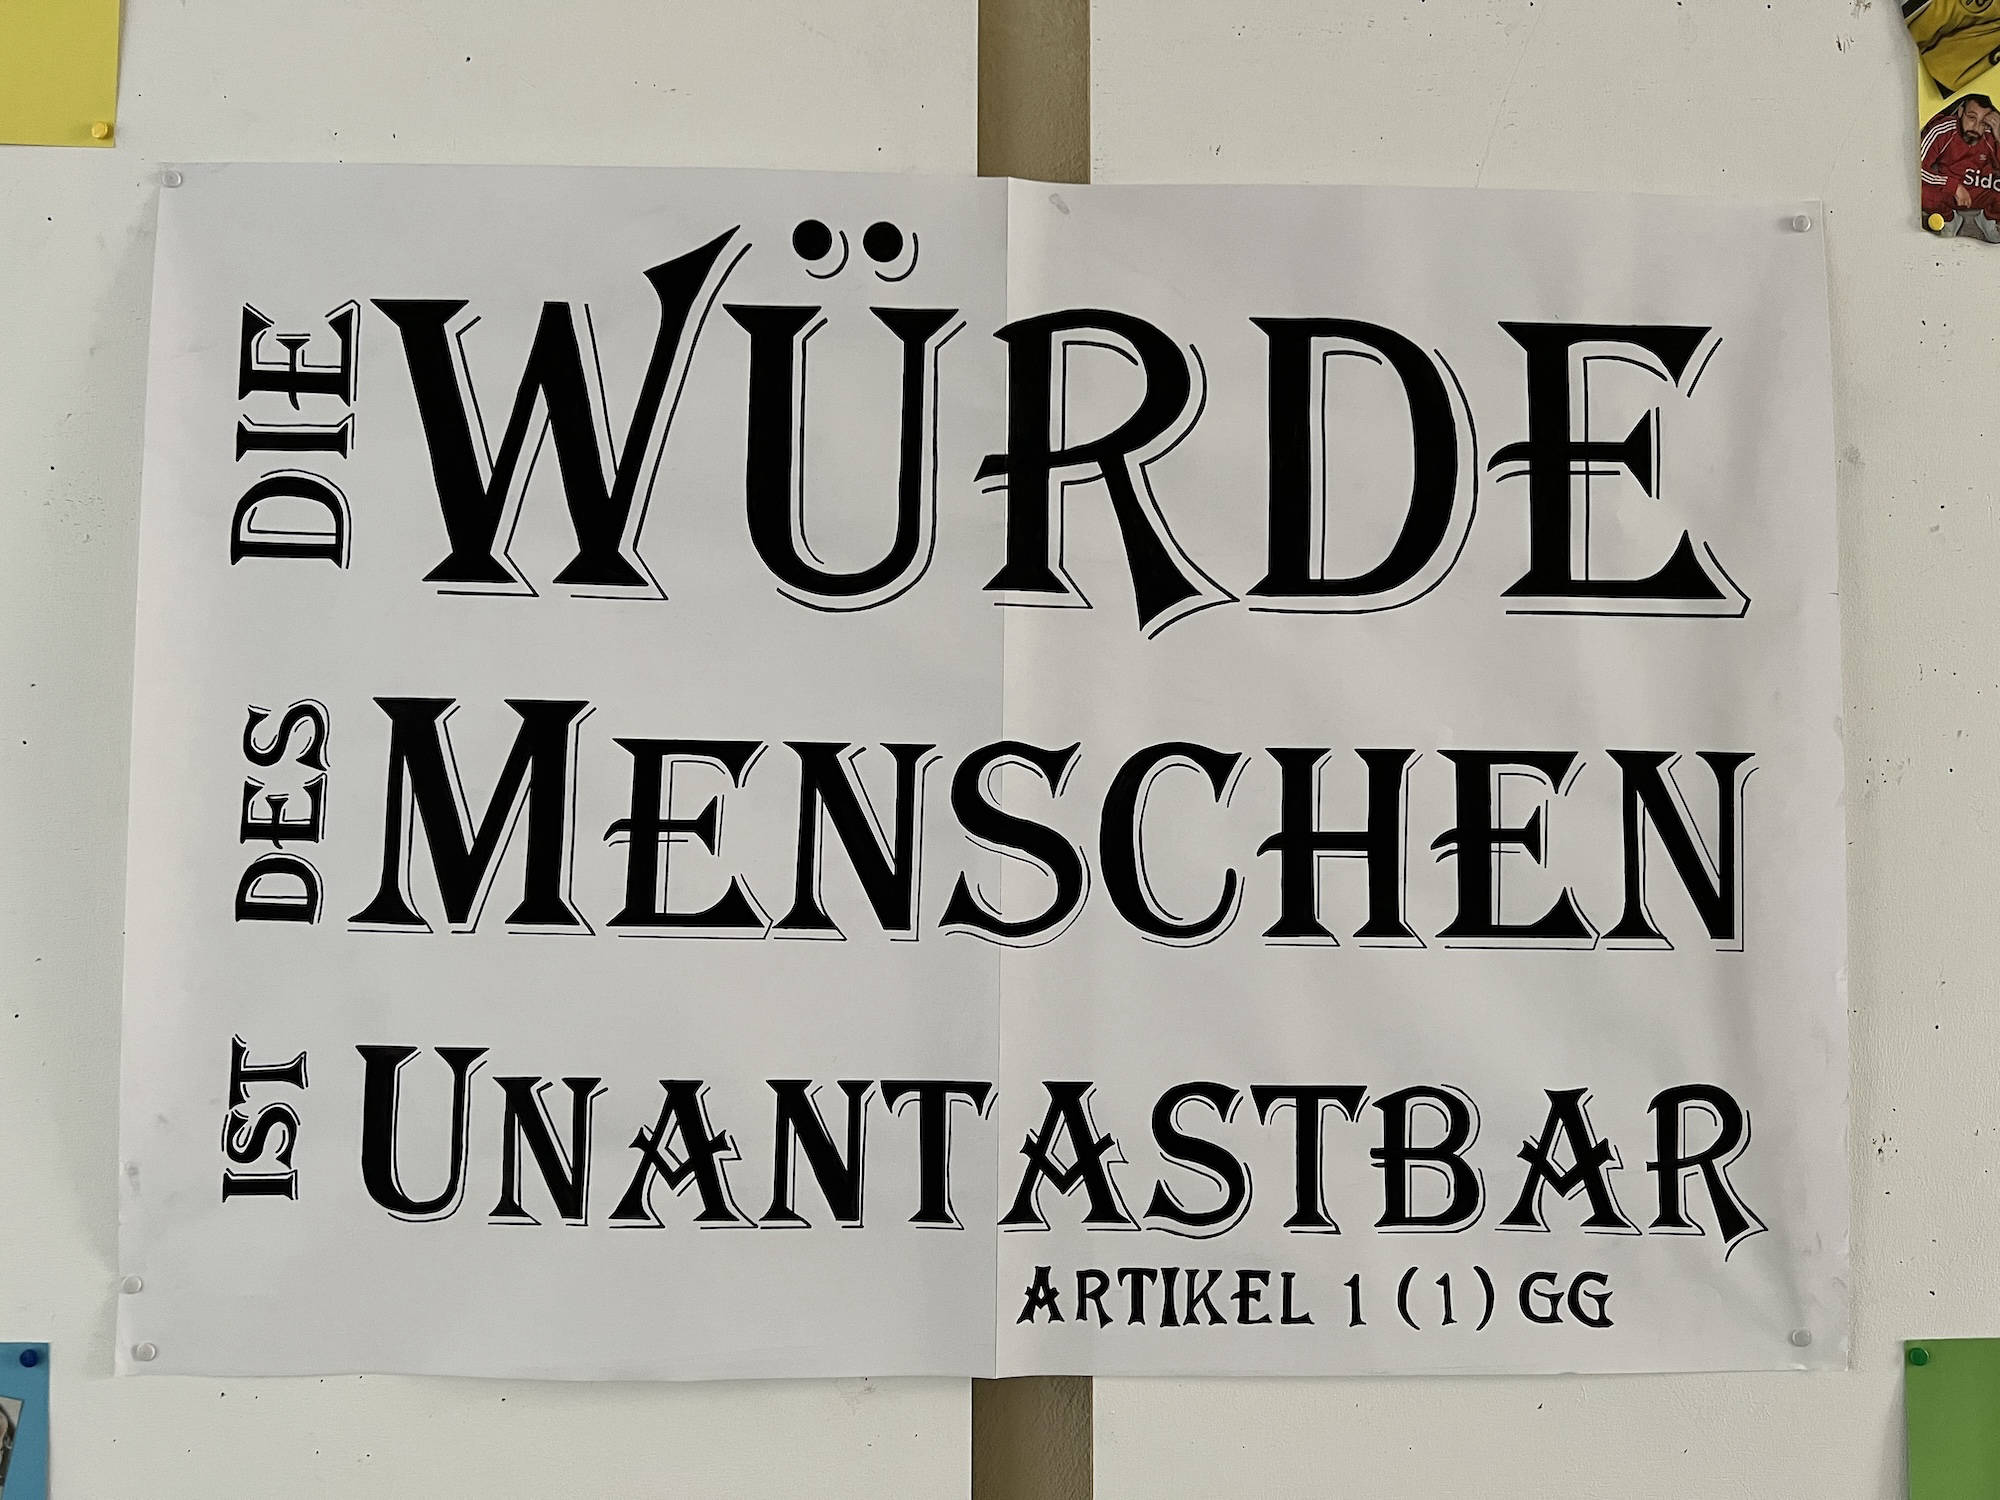 DIE WÜRDE
DES MENSCHEN
IST UNANTASTBAR
ARTIKEL 1 (1) GG